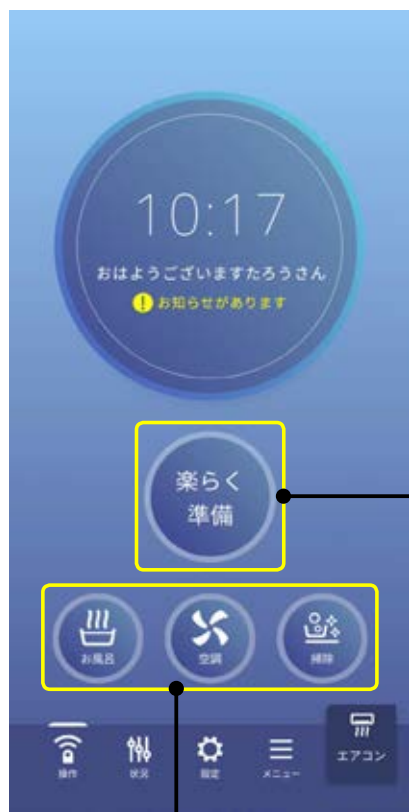 10:17
おはようございますたろうさん
! お知らせがあります
楽らく
準備
お風呂
空調
掃除
操作
状況
設定
メニュー
エアコン